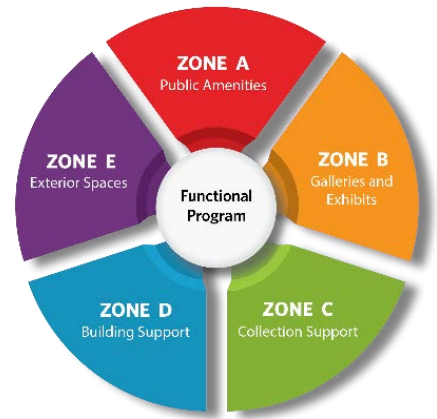 ZONE A
Public Amenities
ZONE B
Galleries and
Exhibits
ZONE C
Collection Support
ZONE D
Building Support
ZONE E
Exterior Spaces
Functional
Program